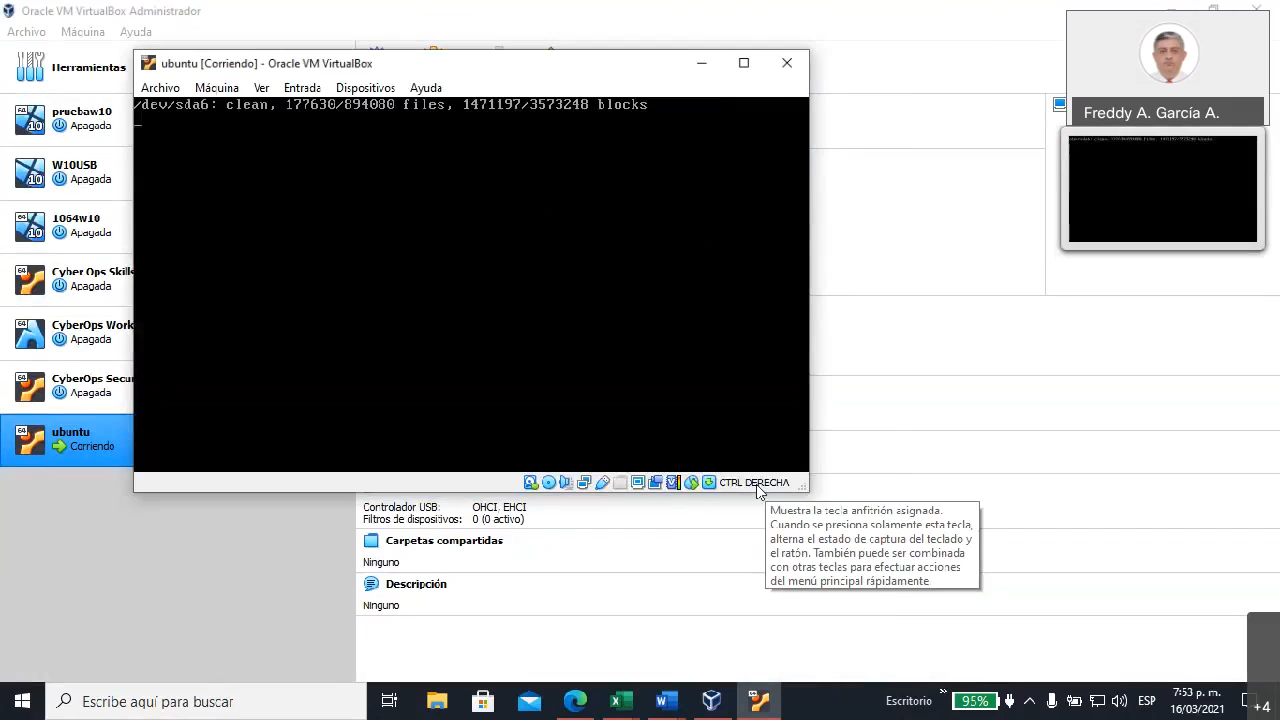 Oracle VM VirtualBox Administrador
Archivo Máquina Ayuda
Herramientas
pruebaw10
Apagada
W10USB
Apagada
1064w10
Apagada
Cyber Ops Skills
Apagada
CyberOps Work
Apagada
CyberOps Secur
Apagada
ubuntu
Corriendo
ubuntu [Corriendo] - Oracle VM VirtualBox
Archivo Máquina Ver Entrada Dispositivos Ayuda
/dev/sda6: clean, 177630/894080 files, 1471197/3573248 blocks
CTRL DERECHA
Muestra la tecla anfitrión asignada.
Cuando se presiona solamente esta tecla,
alterna el estado de captura del teclado y
el ratón. También puede ser combinada
con otras teclas para efectuar acciones
del menú principal rápidamente
Controlador USB: OHCI, EHCI
Filtros de dispositivos: 0 (0 activo)
Carpetas compartidas
Ninguno
Descripción
Ninguno
Freddy A. García A.
Escribe aquí para buscar
Escritorio
95%
ESP
7:53 p. m.
16/03/2021
+4